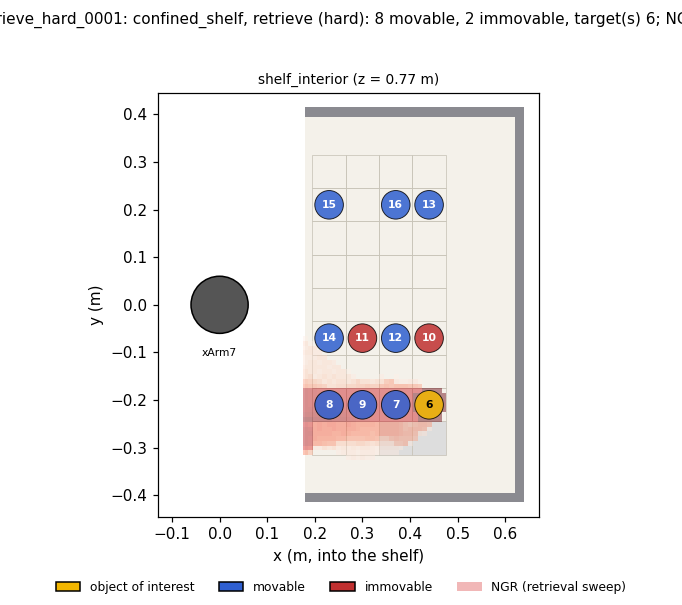 rieve_hard_0001: confined_shelf, retrieve (hard): 8 movable, 2 immovable, target(s) 6;
shelf_interior (z = 0.77 m)
0.4
0.3
0.2
0.1
0.0
−0.1
−0.2
−0.3
−0.4
y (m)
15 16 13
14 11 12 10
8 9 7 6
xArm7
−0.1 0.0 0.1 0.2 0.3 0.4 0.5 0.6
x (m, into the shelf)
object of interest movable immovable NGR (retrieval sweep)